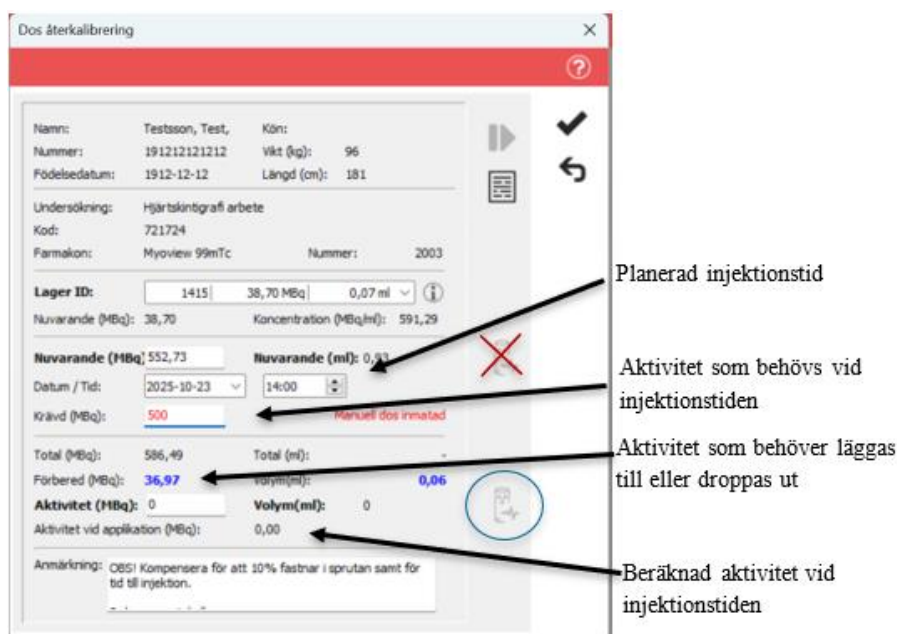 Dos återkalibrering
Namn: Testsson, Test, Kön:
Nummer: 191212121212 Vikt (kg): 96
Födelsedatum: 1912-12-12 Längd (cm): 181
Undersökning: Hjärtskintigrafi arbete
Kod: 721724
Farmakon: Myoview 99mTc Nummer: 2003
Planerad injektionstid
Lager ID: 1415 38,70 MBq 0,07 ml
Nuvarande (MBq): 38,70 Koncentration (MBq/ml): 591,29
Nuvarande (MBq) 552,73 Nuvarande (ml): 0,93
Aktivitet som behövs vid
injektionstiden
Datum / Tid: 2025-10-23 14:00
Krävd (MBq): 500 Manuell dos inmatad
Aktivitet som behöver läggas
till eller droppas ut
Total (MBq): 586,49 Total (ml): -
Förbered (MBq): 36,97 Volym(ml): 0,06
Aktivitet (MBq): 0 Volym(ml): 0
Aktivitet vid applikation (MBq): 0,00
Beräknad aktivitet vid
injektionstiden
Anmärkning: OBS! Kompensera för att 10% fastnar i sprutan samt för
tid till injektion.